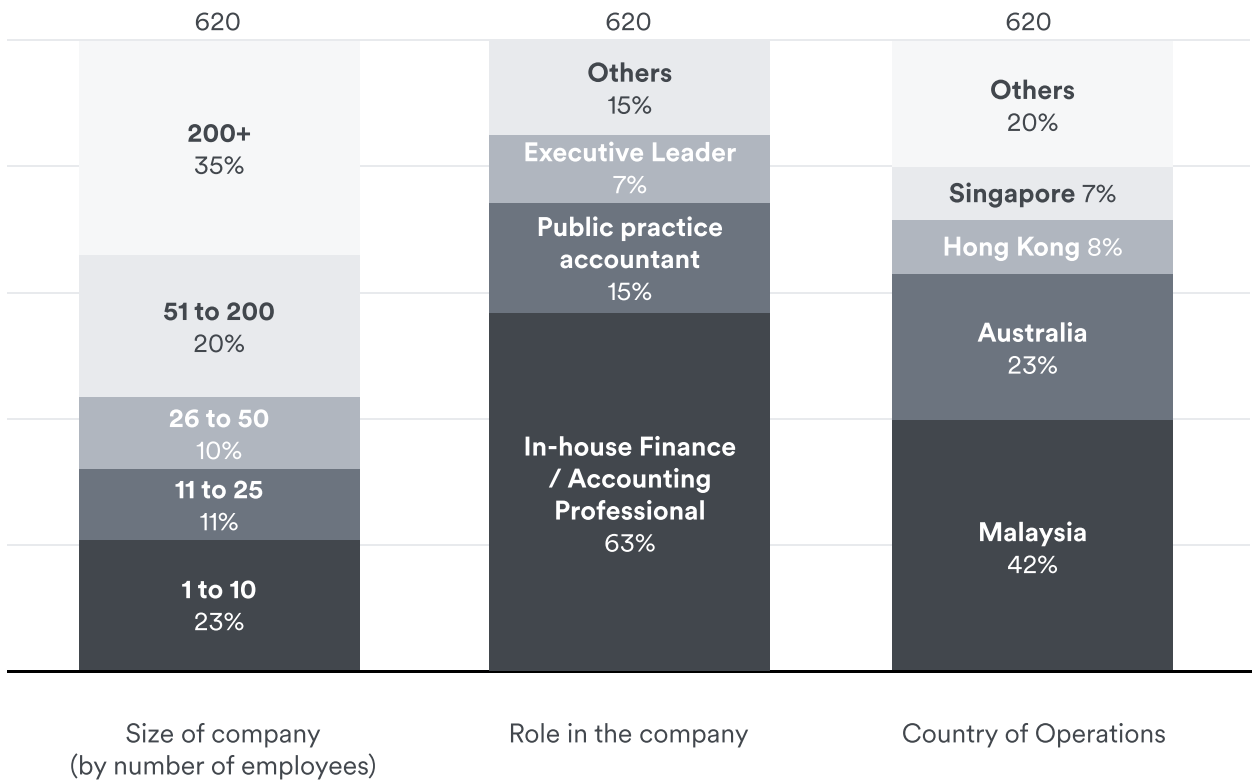 620
200+
35%
51 to 200
20%
26 to 50
10%
11 to 25
11%
1 to 10
23%
Size of company
(by number of employees)
620
Others
15%
Executive Leader
7%
Public practice
accountant
15%
In-house Finance
/ Accounting
Professional
63%
Role in the company
620
Others
20%
Singapore 7%
Hong Kong 8%
Australia
23%
Malaysia
42%
Country of Operations